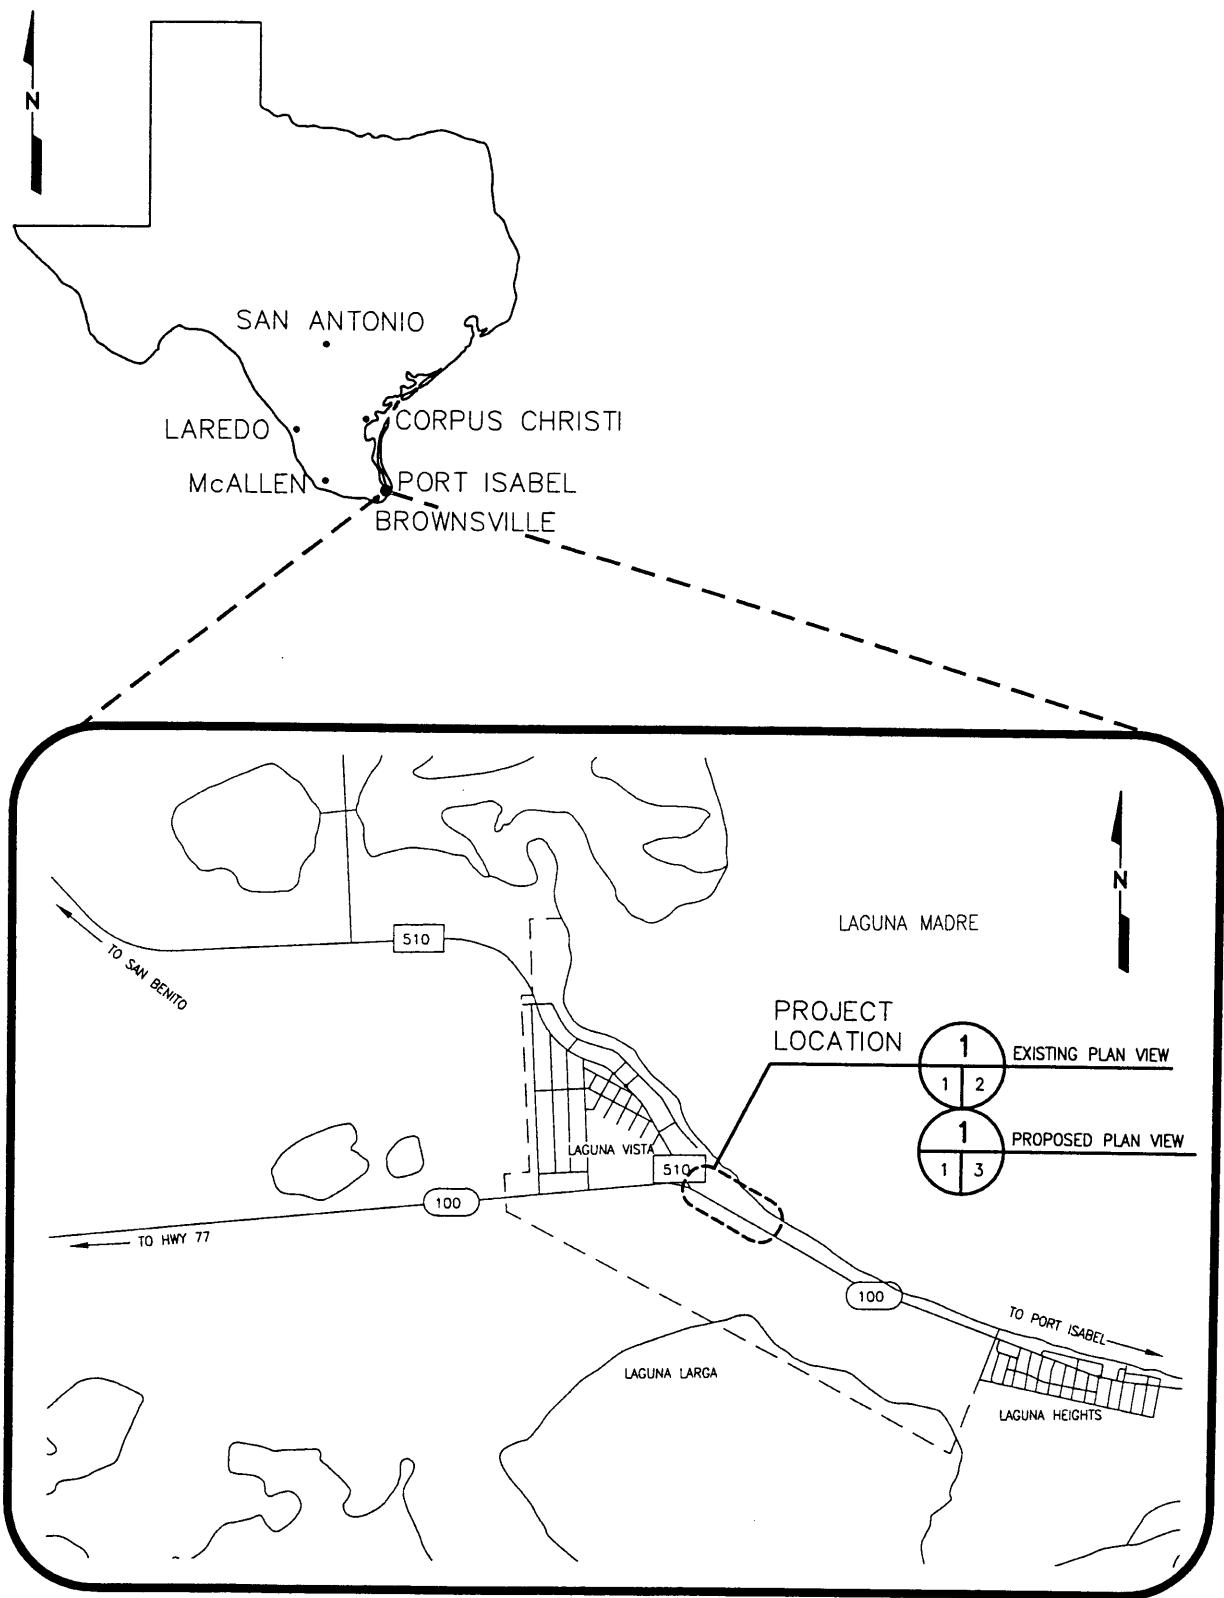 N
SAN ANTONIO
CORPUS CHRISTI
LAREDO
McALLEN
PORT ISABEL
BROWNSVILLE
N
LAGUNA MADRE
510
TO SAN BENITO
PROJECT
LOCATION
1
1 2
EXISTING PLAN VIEW
1
1 3
PROPOSED PLAN VIEW
LAGUNA VISTA
510
100
TO HWY 77
100
TO PORT ISABEL
LAGUNA LARGA
LAGUNA HEIGHTS